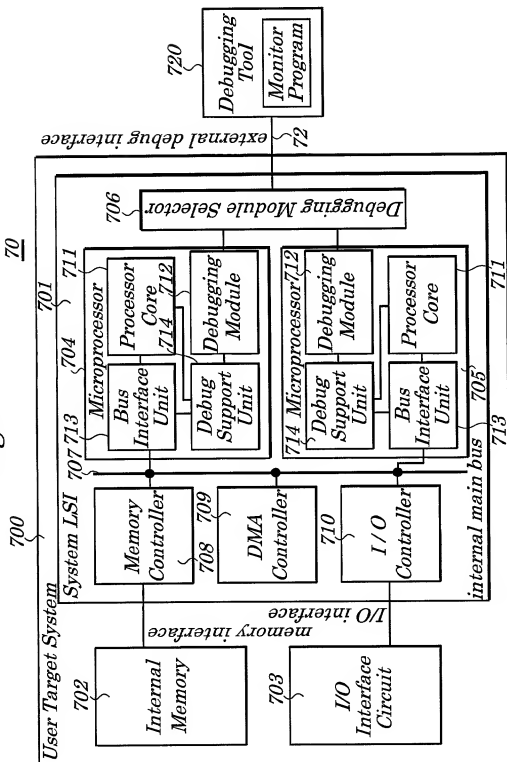 70
700
User Target System
701
System LSI
707
713
704
Microprocessor
711
Bus
Interface
Unit
Processor
Core
714
712
Debug
Support
Unit
Debugging
Module
706
Debugging Module Selector
external debug interface
72
720
Debugging
Tool
Monitor
Program
702
Internal
Memory
memory interface
Memory
Controller
708
709
DMA
Controller
703
I/O
Interface
Circuit
I/O interface
710
I/O
Controller
internal main bus
714
Microprocessor
712
Debug
Support
Unit
Debugging
Module
Bus
Interface
Unit
Processor
Core
705
713
711